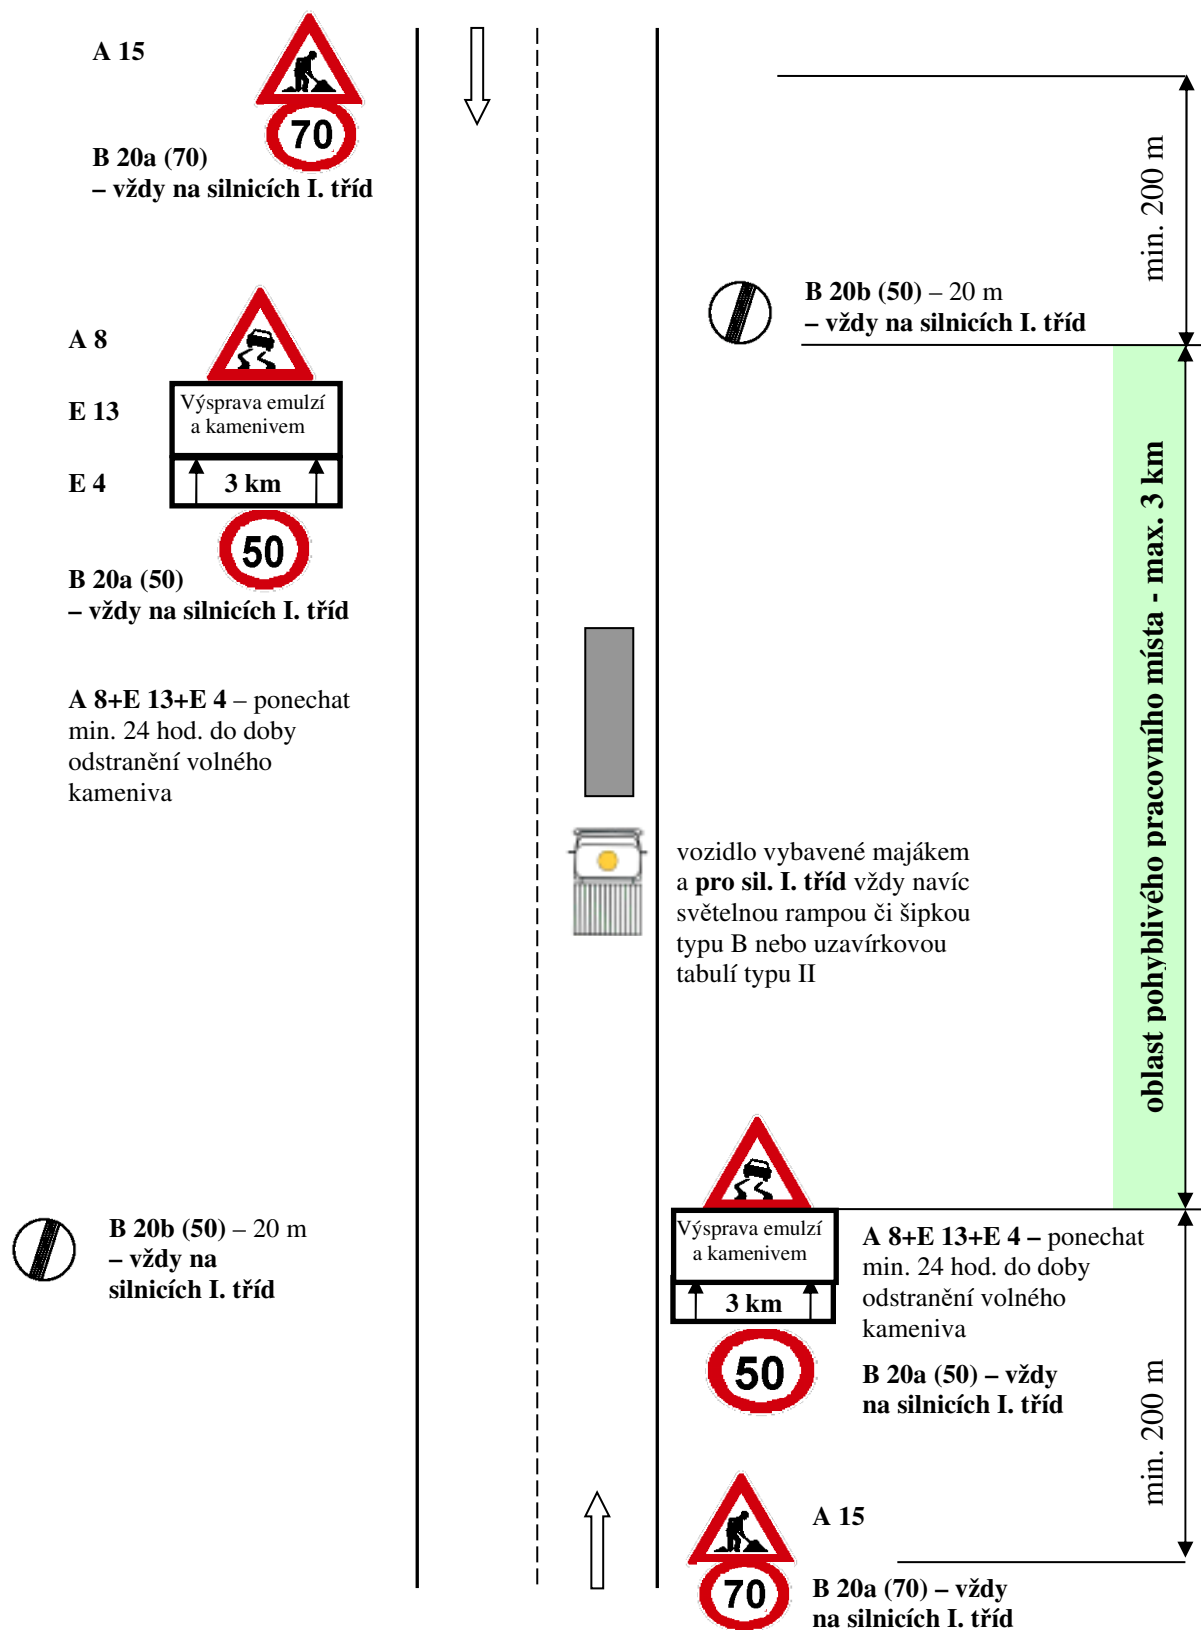 A 15
70
B 20a (70)
– vždy na silnicích I. tříd
min. 200 m
B 20b (50) – 20 m
– vždy na silnicích I. tříd
A 8
E 13
Výsprava emulzí
a kamenivem
E 4
3 km
50
B 20a (50)
– vždy na silnicích I. tříd
A 8+E 13+E 4 – ponechat
min. 24 hod. do doby
odstranění volného
kameniva
oblast pohyblivého pracovního místa - max. 3 km
vozidlo vybavené majákem
a pro sil. I. tříd vždy navíc
světelnou rampou či šipkou
typu B nebo uzavírkovou
tabulí typu II
B 20b (50) – 20 m
– vždy na
silnicích I. tříd
Výsprava emulzí
a kamenivem
3 km
50
A 8+E 13+E 4 – ponechat
min. 24 hod. do doby
odstranění volného
kameniva
B 20a (50) – vždy
na silnicích I. tříd
min. 200 m
A 15
70
B 20a (70) – vždy
na silnicích I. tříd